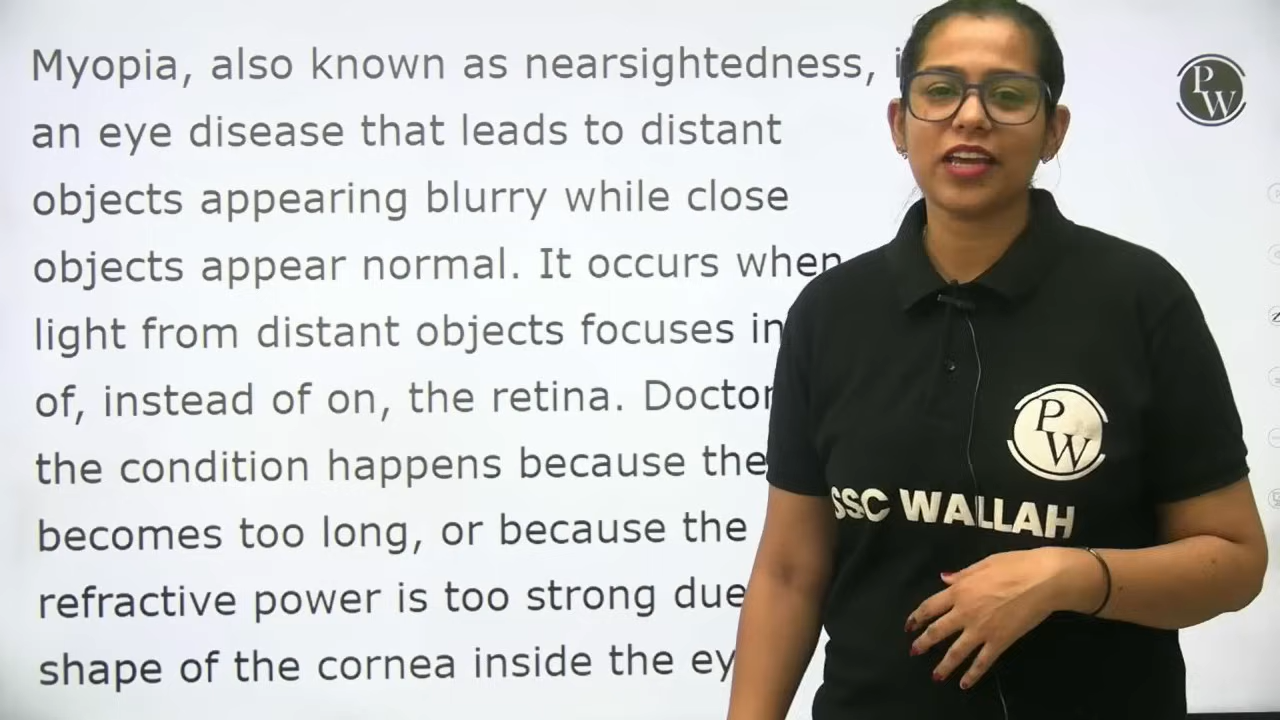 Myopia, also known as nearsightedness,
an eye disease that leads to distant
objects appearing blurry while close
objects appear normal. It occurs when
light from distant objects focuses in
of, instead of on, the retina. Doctor
the condition happens because the
becomes too long, or because the
refractive power is too strong due
shape of the cornea inside the ey
PW
PW
SSC WALLAH